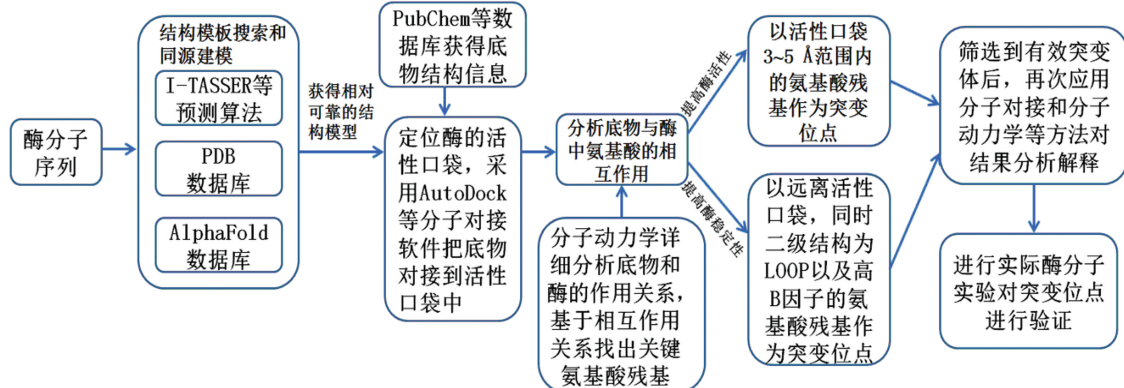 酶分子
序列
结构模板搜索和
同源建模
I-TASSER等
预测算法
PDB
数据库
AlphaFold
数据库
获得相对
可靠的结
构模型
PubChem等数
据库获得底
物结构信息
定位酶的活
性口袋，采
用AutoDock
等分子对接
软件把底物
对接到活性
口袋中
分析底物与酶
中氨基酸的相
互作用
分子动力学详
细分析底物和
酶的作用关系，
基于相互作用
关系找出关键
氨基酸残基
提高酶活性
提高酶稳定性
以活性口袋
3~5 Å范围内
的氨基酸残
基作为突变
位点
以远离活性
口袋，同时
二级结构为
LOOP以及高
B因子的氨
基酸残基作
为突变位点
筛选到有效突变
体后，再次应用
分子对接和分子
动力学等方法对
结果分析解释
进行实际酶分子
实验对突变位点
进行验证